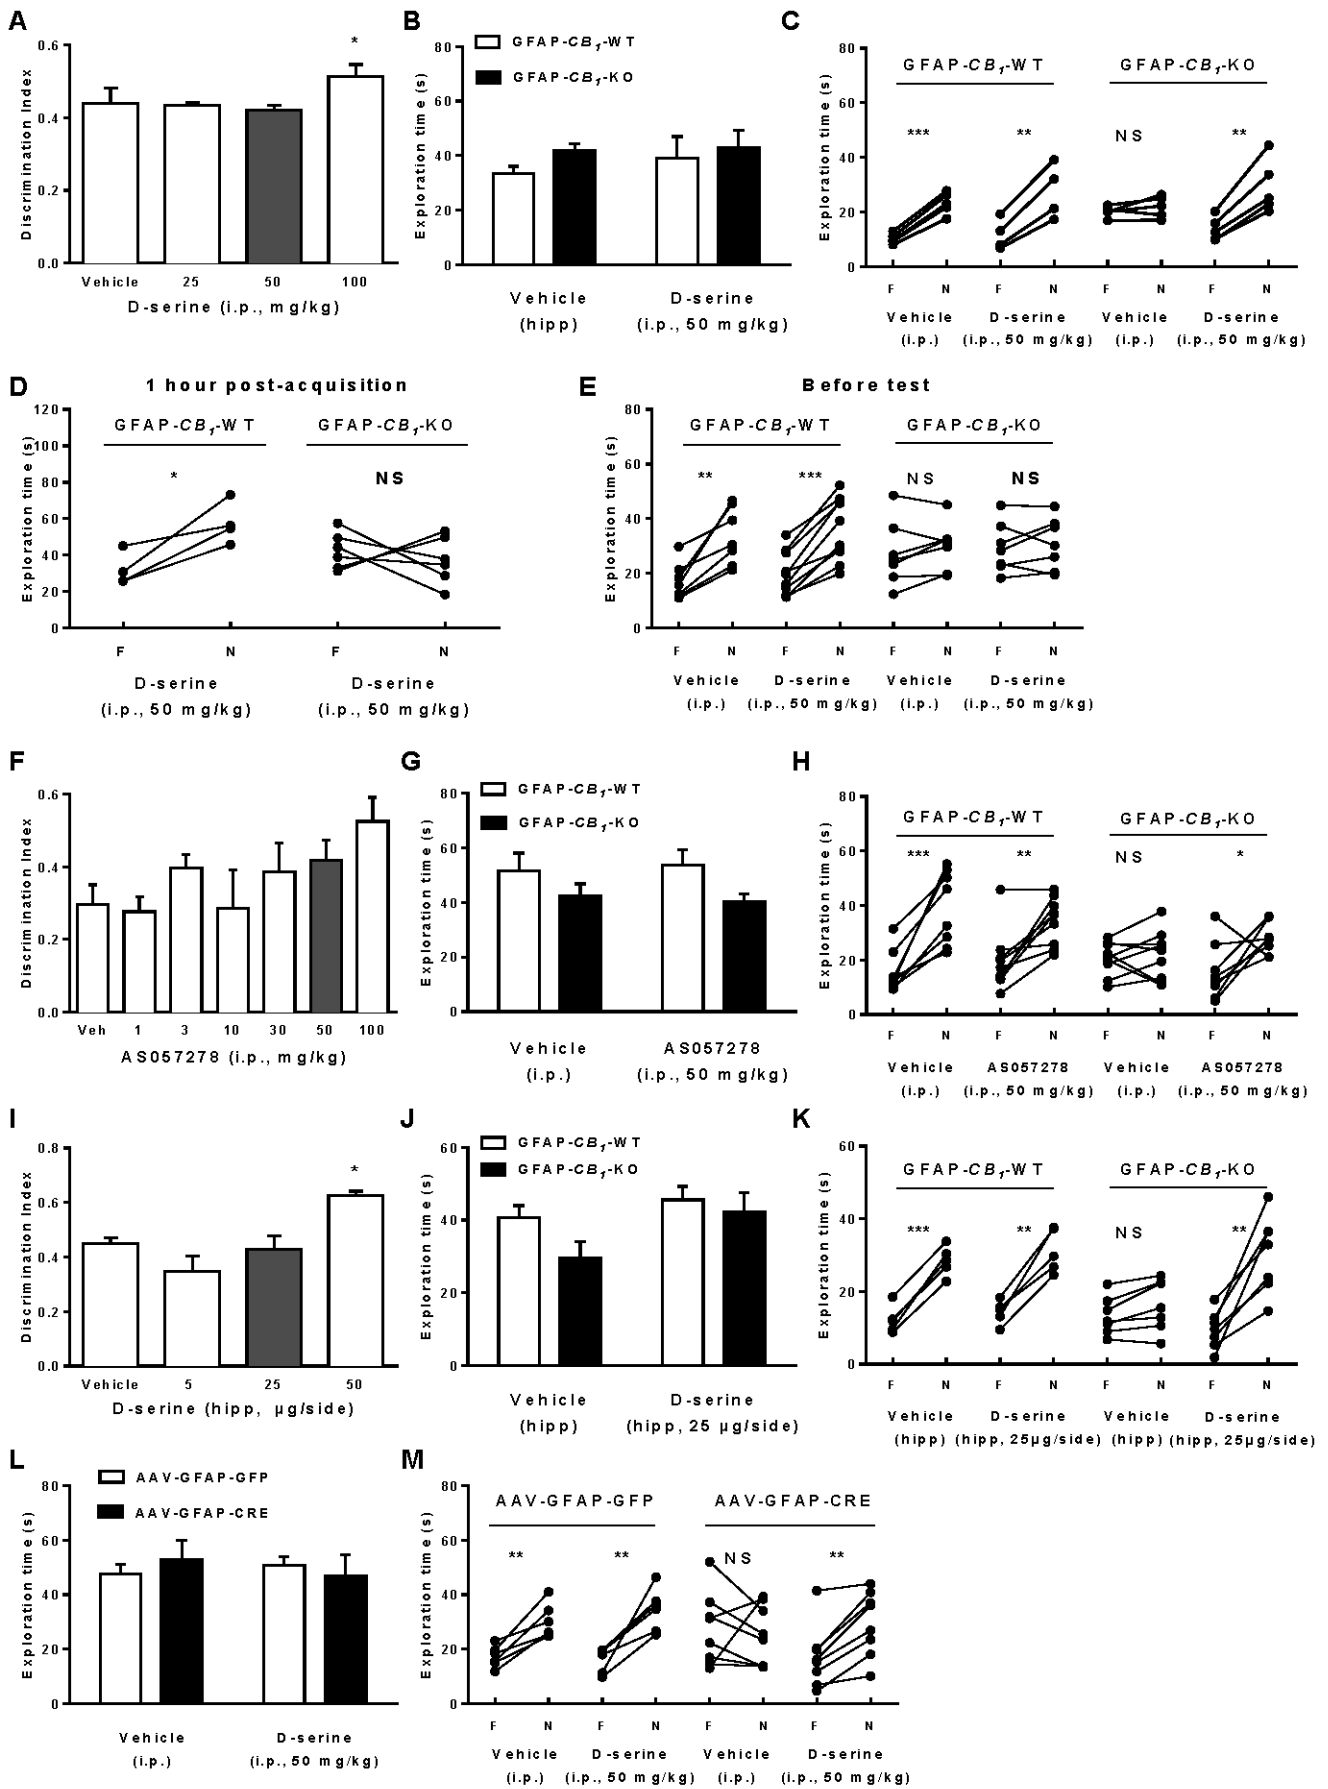 A
Discrimination Index
0.6
0.4
0.2
0.0
*
Vehicle 25 50 100
D-serine (i.p., mg/kg)
B
GFAP-CB1-WT
GFAP-CB1-KO
Exploration time (s)
80
60
40
20
0
Vehicle D-serine
(hipp) (i.p., 50 mg/kg)
C
Exploration time (s)
80
60
40
20
0
GFAP-CB1-WT GFAP-CB1-KO
*** ** NS **
F N F N F N F N
Vehicle D-serine Vehicle D-serine
(i.p.) (i.p., 50 mg/kg) (i.p.) (i.p., 50 mg/kg)
D
1 hour post-acquisition
Exploration time (s)
120
100
80
60
40
20
0
GFAP-CB1-WT GFAP-CB1-KO
* NS
F N F N
D-serine D-serine
(i.p., 50 mg/kg) (i.p., 50 mg/kg)
E
Before test
Exploration time (s)
80
60
40
20
0
GFAP-CB1-WT GFAP-CB1-KO
** *** NS NS
F N F N F N F N
Vehicle D-serine Vehicle D-serine
(i.p.) (i.p., 50 mg/kg) (i.p.) (i.p., 50 mg/kg)
F
Discrimination Index
0.6
0.4
0.2
0.0
Veh 1 3 10 30 50 100
AS057278 (i.p., mg/kg)
G
GFAP-CB1-WT
GFAP-CB1-KO
Exploration time (s)
80
60
40
20
0
Vehicle AS057278
(i.p.) (i.p., 50 mg/kg)
H
Exploration time (s)
80
60
40
20
0
GFAP-CB1-WT GFAP-CB1-KO
*** ** NS *
F N F N F N F N
Vehicle AS057278 Vehicle AS057278
(i.p.) (i.p., 50 mg/kg) (i.p.) (i.p., 50 mg/kg)
I
Discrimination Index
0.8
0.6
0.4
0.2
0.0
*
Vehicle 5 25 50
D-serine (hipp, µg/side)
J
GFAP-CB1-WT
GFAP-CB1-KO
Exploration time (s)
60
40
20
0
Vehicle D-serine
(hipp) (hipp, 25 µg/side)
K
Exploration time (s)
60
40
20
0
GFAP-CB1-WT GFAP-CB1-KO
*** ** NS **
F N F N F N F N
Vehicle D-serine Vehicle D-serine
(hipp) (hipp, 25µg/side) (hipp) (hipp, 25µg/side)
L
AAV-GFAP-GFP
AAV-GFAP-CRE
Exploration time (s)
80
60
40
20
0
Vehicle D-serine
(i.p.) (i.p., 50 mg/kg)
M
Exploration time (s)
80
60
40
20
0
AAV-GFAP-GFP AAV-GFAP-CRE
** ** NS **
F N F N F N F N
Vehicle D-serine Vehicle D-serine
(i.p.) (i.p., 50 mg/kg) (i.p.) (i.p., 50 mg/kg)